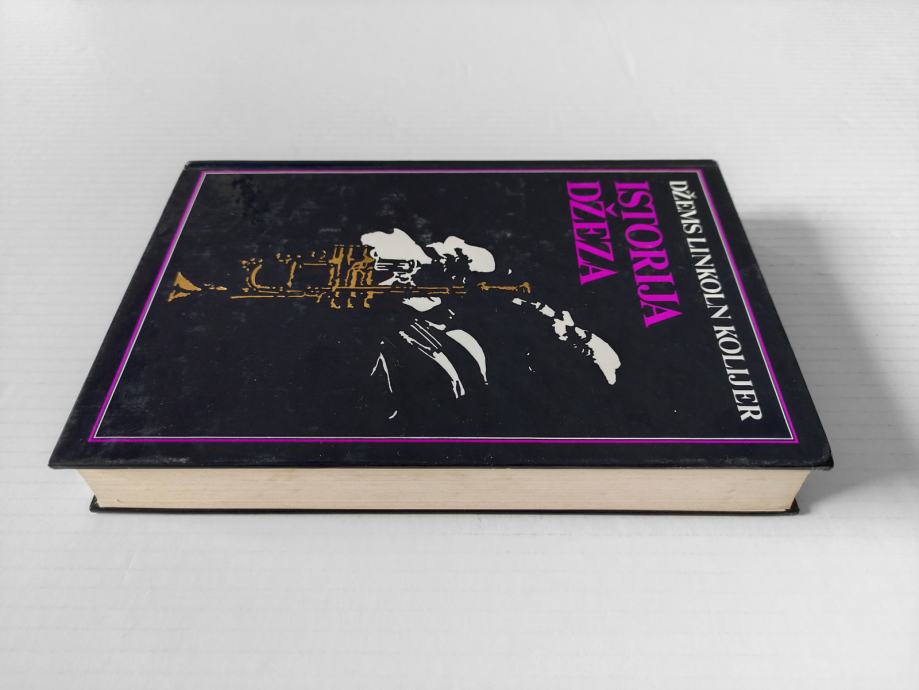 DŽEMS LINKOLN KOLIJER
ISTORIJA
DŽEZA